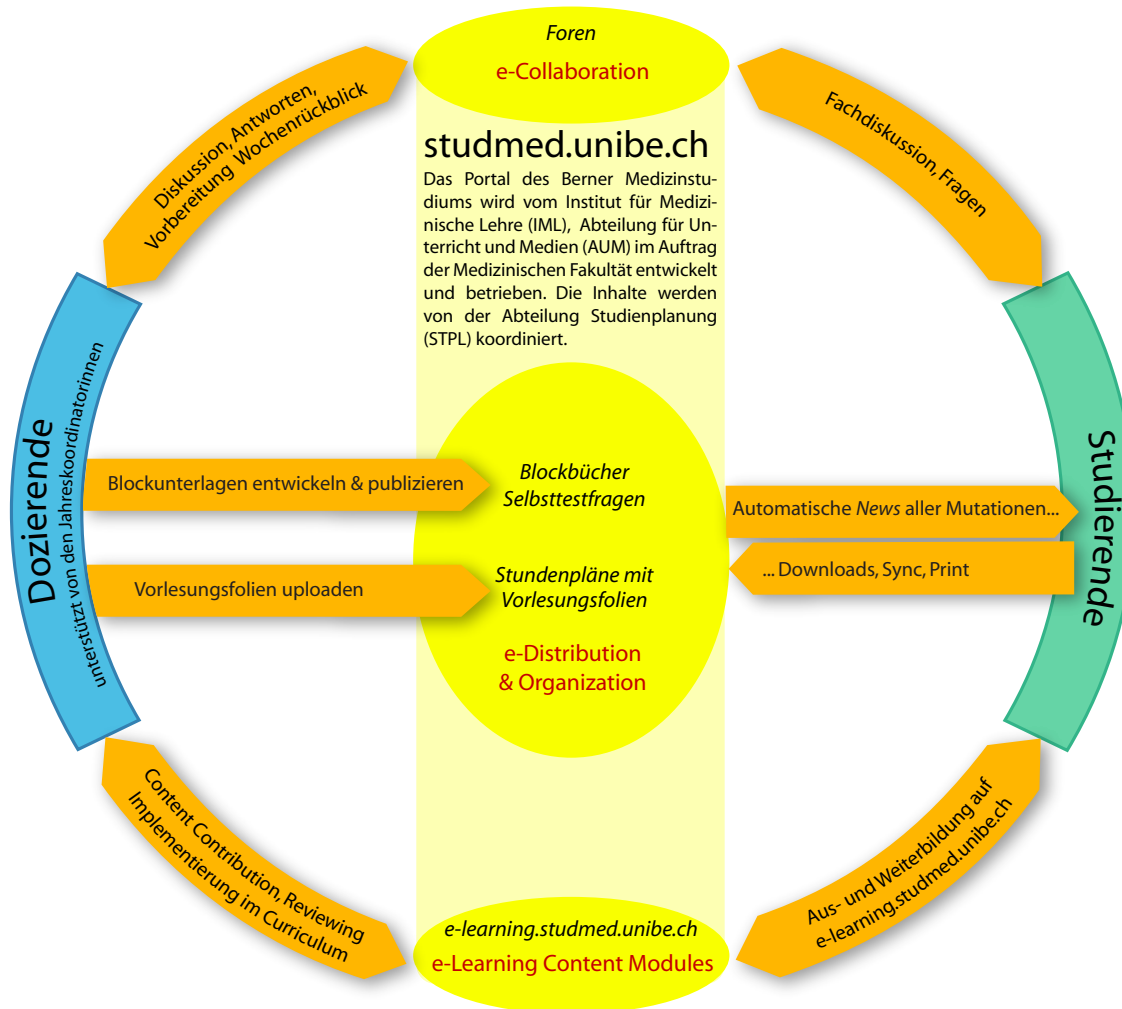 Foren
e-Collaboration
Diskussion, Antworten,
Vorbereitung Wochenrückblick
Fachdiskussion, Fragen
studmed.unibe.ch
Das Portal des Berner Medizinstu-
diums wird vom Institut für Medizi-
nische Lehre (IML), Abteilung für Un-
terricht und Medien (AUM) im Auftrag
der Medizinischen Fakultät entwickelt
und betrieben. Die Inhalte werden
von der Abteilung Studienplanung
(STPL) koordiniert.
Dozierende
unterstützt von den Jahreskoordinatorinnen
Blockunterlagen entwickeln & publizieren
Vorlesungsfolien uploaden
Blockbücher
Selbsttestfragen
Stundenpläne mit
Vorlesungsfolien
e-Distribution
& Organization
Automatische News aller Mutationen...
... Downloads, Sync, Print
Studierende
Content Contribution, Reviewing
Implementierung im Curriculum
Aus- und Weiterbildung auf
e-learning.studmed.unibe.ch
e-learning.studmed.unibe.ch
e-Learning Content Modules